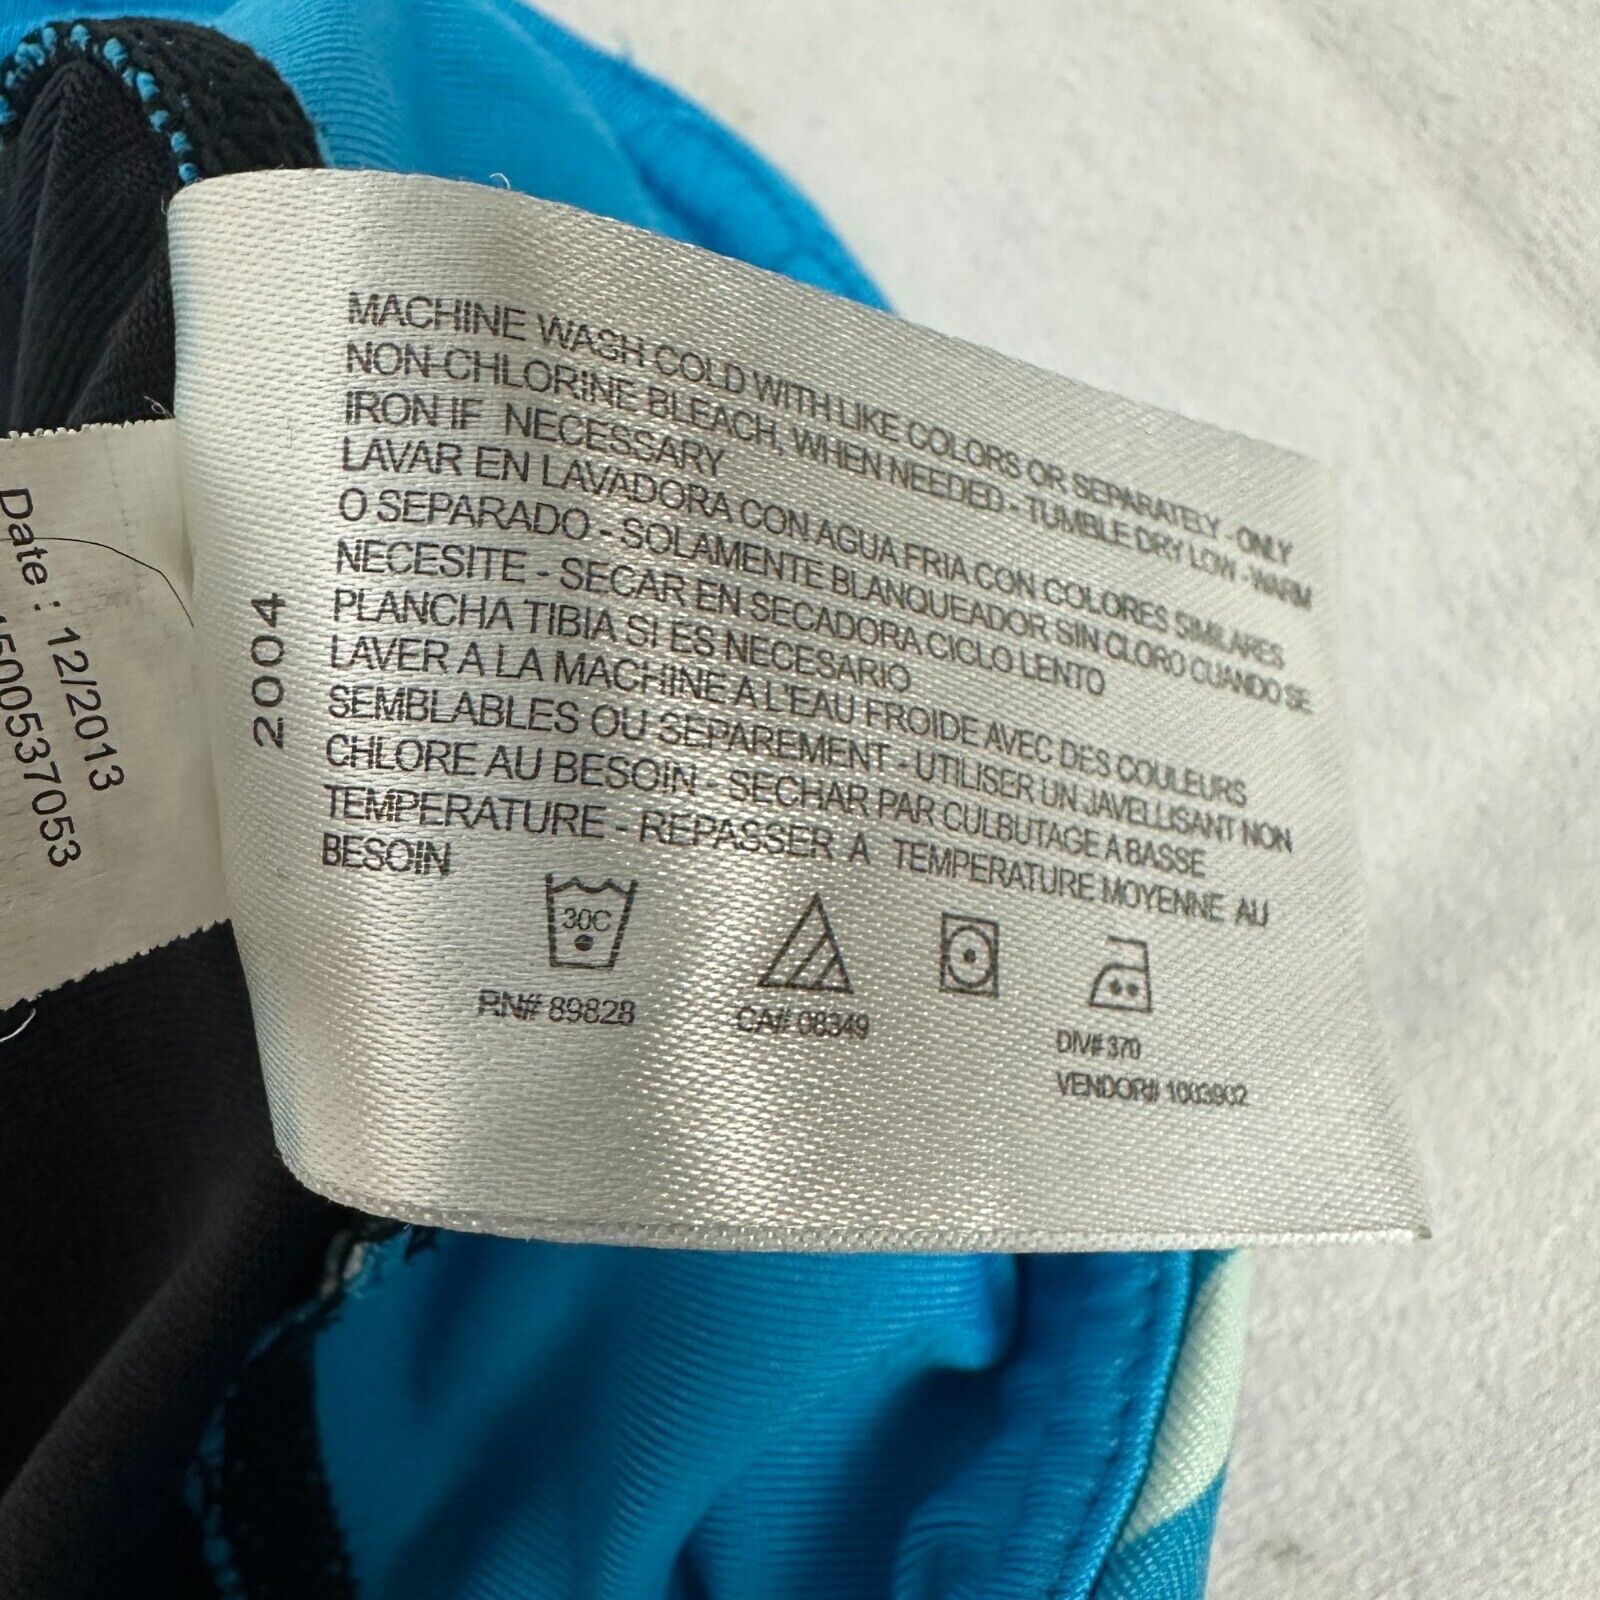 MACHINE WASH COLD WITH LIKE COLORS OR SEPARATELY - ONLY
NON-CHLORINE BLEACH, WHEN NEEDED - TUMBLE DRY LOW - WARM
IRON IF NECESSARY
LAVAR EN LAVADORA CON AGUA FRIA CON COLORES SIMILARES
O SEPARADO - SOLAMENTE BLANQUEADOR SIN CLORO CUANDO SE
NECESITE - SECAR EN SECADORA CICLO LENTO
PLANCHA TIBIA SI ES NECESARIO
LAVER A LA MACHINE A L'EAU FROIDE AVEC DES COULEURS
SEMBLABLES OU SEPAREMENT - UTILISER UN JAVELLISANT NON
CHLORE AU BESOIN - SECHAR PAR CULBUTAGE A BASSE
TEMPERATURE - REPASSER A TEMPERATURE MOYENNE AU
BESOIN
30C
RN# 89828
CA# 08349
DIV# 370
VENDOR# 1003902
2004
Date : 12/2013